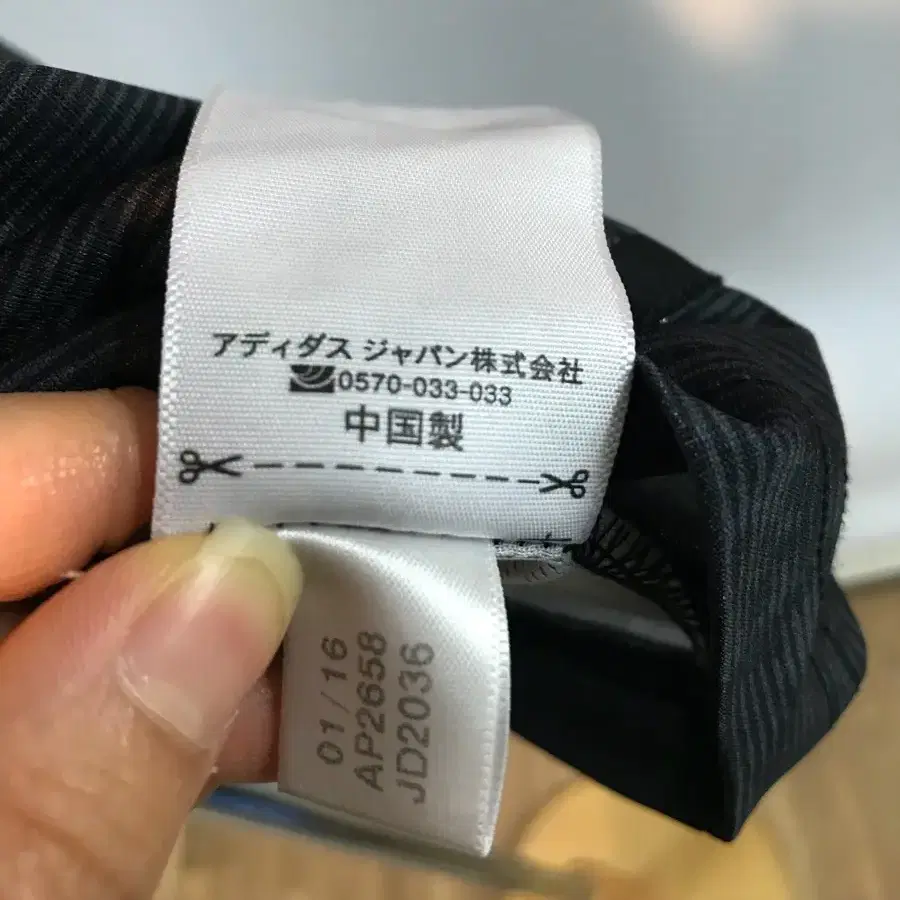 アディダス ジャパン株式会社
0570-033-033
中国製
01/16
AP2658
JD2036